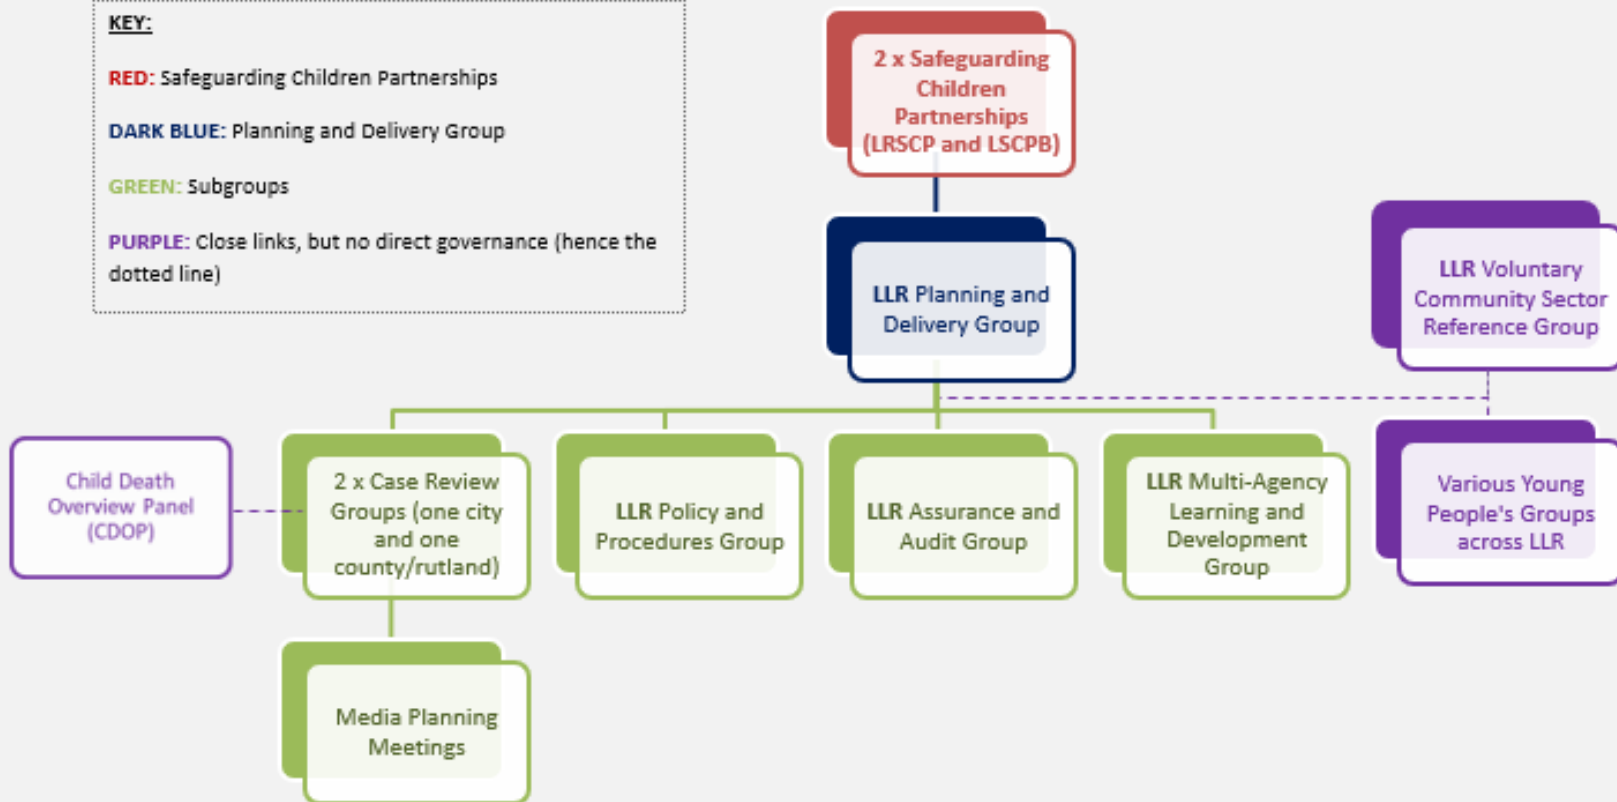 KEY:
RED: Safeguarding Children Partnerships
DARK BLUE: Planning and Delivery Group
GREEN: Subgroups
PURPLE: Close links, but no direct governance (hence the
dotted line)
2 x Safeguarding
Children
Partnerships
(LRSCP and LSCPB)
LLR Planning and
Delivery Group
LLR Voluntary
Community Sector
Reference Group
Child Death
Overview Panel
(CDOP)
2 x Case Review
Groups (one city
and one
county/rutland)
LLR Policy and
Procedures Group
LLR Assurance and
Audit Group
LLR Multi-Agency
Learning and
Development
Group
Various Young
People's Groups
across LLR
Media Planning
Meetings